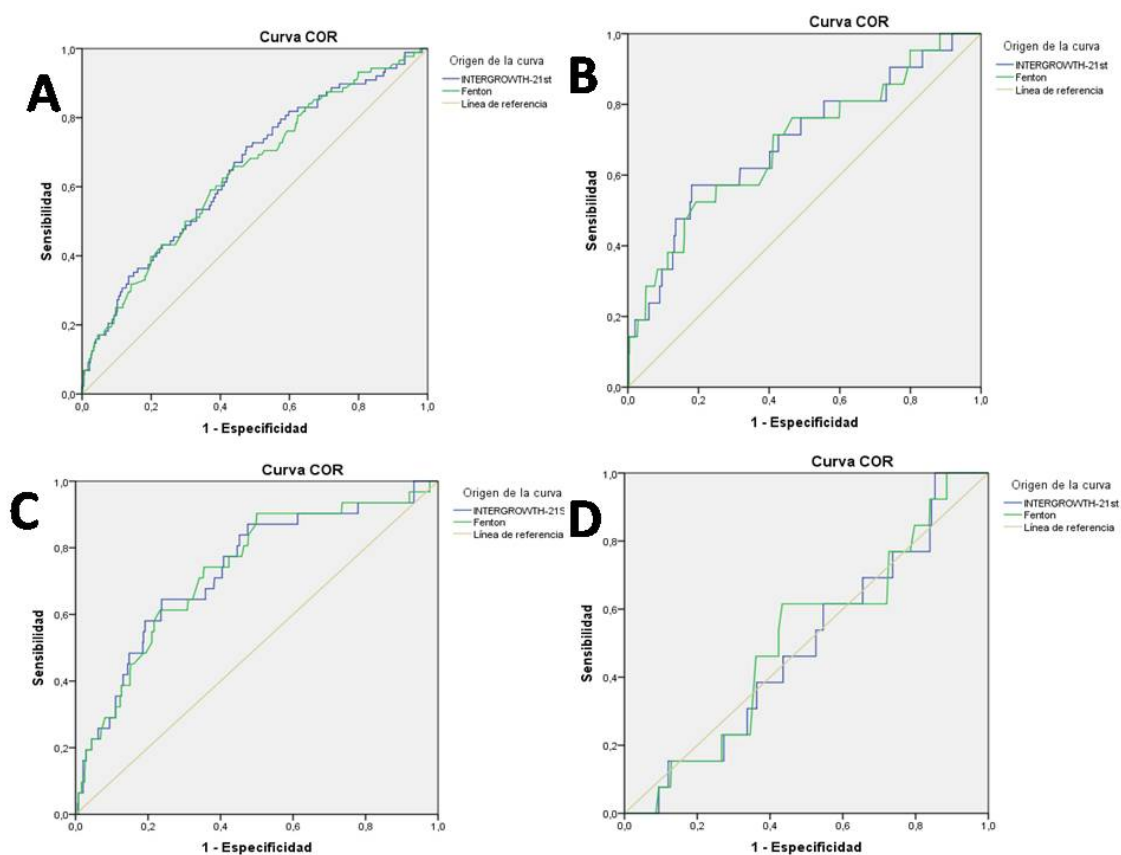 A
Curva COR
Origen de la curva
INTERGROWTH-21st
Fenton
Línea de referencia
Sensibilidad
1,0
0,8
0,6
0,4
0,2
0,0
0,0 0,2 0,4 0,6 0,8 1,0
1 - Especificidad
B
Curva COR
Origen de la curva
INTERGROWTH-21st
Fenton
Línea de referencia
Sensibilidad
1,0
0,8
0,6
0,4
0,2
0,0
0,0 0,2 0,4 0,6 0,8 1,0
1 - Especificidad
C
Curva COR
Origen de la curva
INTERGROWTH-21S
Fenton
Línea de referencia
Sensibilidad
1,0
0,8
0,6
0,4
0,2
0,0
0,0 0,2 0,4 0,6 0,8 1,0
1 - Especificidad
D
Curva COR
Origen de la curva
INTERGROWTH-21st
Fenton
Línea de referencia
Sensibilidad
1,0
0,8
0,6
0,4
0,2
0,0
0,0 0,2 0,4 0,6 0,8 1,0
1 - Especificidad